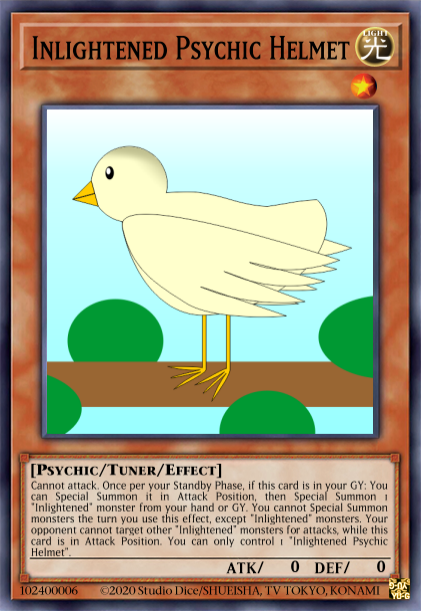 INLIGHTENED PSYCHIC HELMET
LIGHT
光
[PSYCHIC/TUNER/EFFECT]
Cannot attack. Once per your Standby Phase, if this card is in your GY: You
can Special Summon it in Attack Position, then Special Summon 1
"Inlightened" monster from your hand or GY. You cannot Special Summon
monsters the turn you use this effect, except "Inlightened" monsters. Your
opponent cannot target other "Inlightened" monsters for attacks, while this
card is in Attack Position. You can only control 1 "Inlightened Psychic
Helmet".
ATK/ 0 DEF/ 0
102400006 ©2020 Studio Dice/SHUEISHA, TV TOKYO, KONAMI